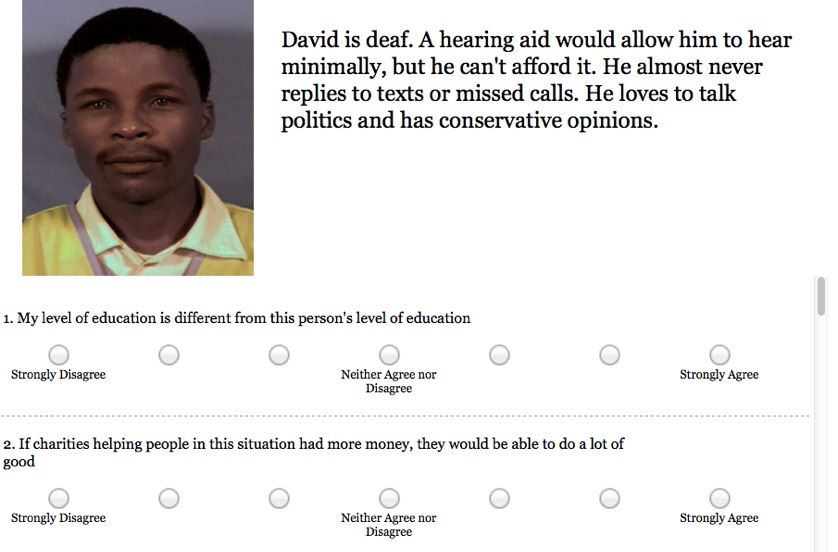 David is deaf. A hearing aid would allow him to hear
minimally, but he can't afford it. He almost never
replies to texts or missed calls. He loves to talk
politics and has conservative opinions.
1. My level of education is different from this person's level of education
Strongly Disagree
Neither Agree nor
Disagree
Strongly Agree
2. If charities helping people in this situation had more money, they would be able to do a lot of
good
Strongly Disagree
Neither Agree nor
Disagree
Strongly Agree